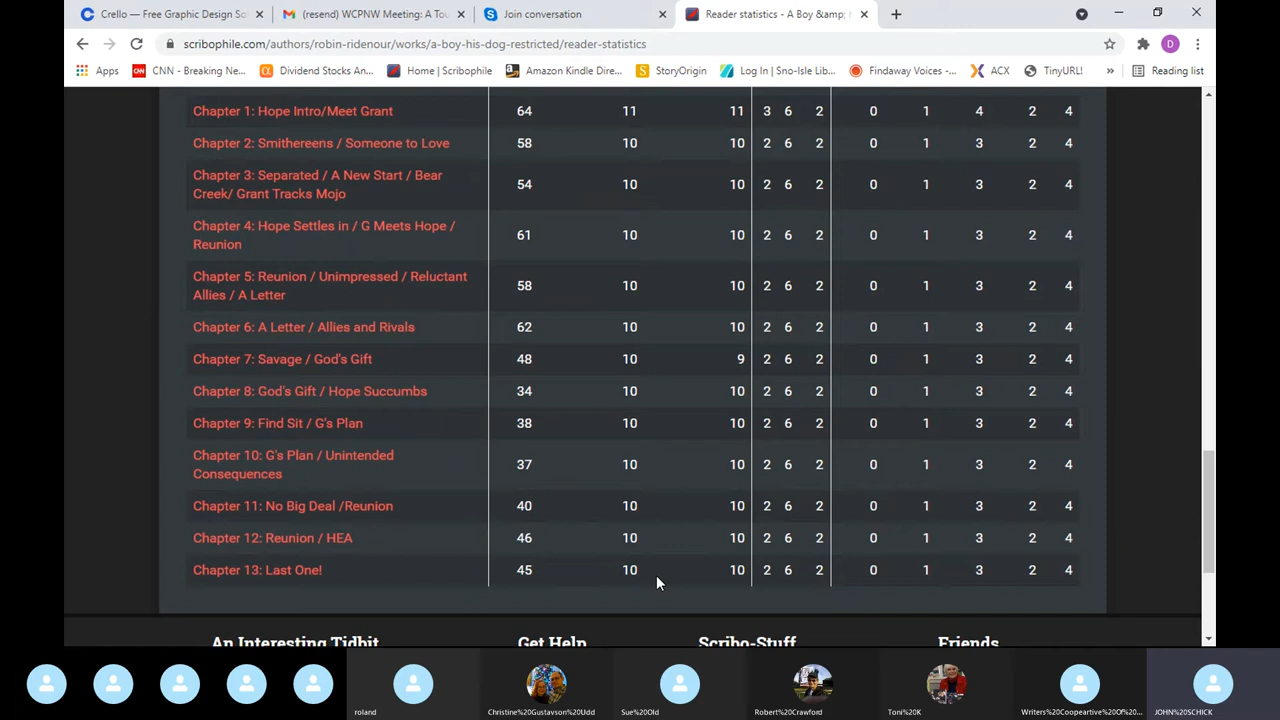 Crello — Free Graphic Design So
(resend) WCPNW Meeting: A Tou
Join conversation
Reader statistics - A Boy &amp; h
scribophile.com/authors/robin-ridenour/works/a-boy-his-dog-restricted/reader-statistics
D
Apps
CNN - Breaking Ne...
Dividend Stocks An...
Home | Scribophile
Amazon Kindle Dire...
StoryOrigin
Log In | Sno-Isle Lib...
Findaway Voices -...
ACX
TinyURL!
»
Reading list
Chapter 1: Hope Intro/Meet Grant 64 11 11 3 6 2 0 1 4 2 4
Chapter 2: Smithereens / Someone to Love 58 10 10 2 6 2 0 1 3 2 4
Chapter 3: Separated / A New Start / Bear
Creek/ Grant Tracks Mojo 54 10 10 2 6 2 0 1 3 2 4
Chapter 4: Hope Settles in / G Meets Hope /
Reunion 61 10 10 2 6 2 0 1 3 2 4
Chapter 5: Reunion / Unimpressed / Reluctant
Allies / A Letter 58 10 10 2 6 2 0 1 3 2 4
Chapter 6: A Letter / Allies and Rivals 62 10 10 2 6 2 0 1 3 2 4
Chapter 7: Savage / God's Gift 48 10 9 2 6 2 0 1 3 2 4
Chapter 8: God's Gift / Hope Succumbs 34 10 10 2 6 2 0 1 3 2 4
Chapter 9: Find Sit / G's Plan 38 10 10 2 6 2 0 1 3 2 4
Chapter 10: G's Plan / Unintended
Consequences 37 10 10 2 6 2 0 1 3 2 4
Chapter 11: No Big Deal /Reunion 40 10 10 2 6 2 0 1 3 2 4
Chapter 12: Reunion / HEA 46 10 10 2 6 2 0 1 3 2 4
Chapter 13: Last One! 45 10 10 2 6 2 0 1 3 2 4
An Interesting Tidbit
Get Help
Scribo-Stuff
Friends
roland
Christine%20Gustavson%20Udd
Sue%20Old
Robert%20Crawford
Toni%20K
Writers%20Coopeartive%20Of%20...
JOHN%20SCHICK